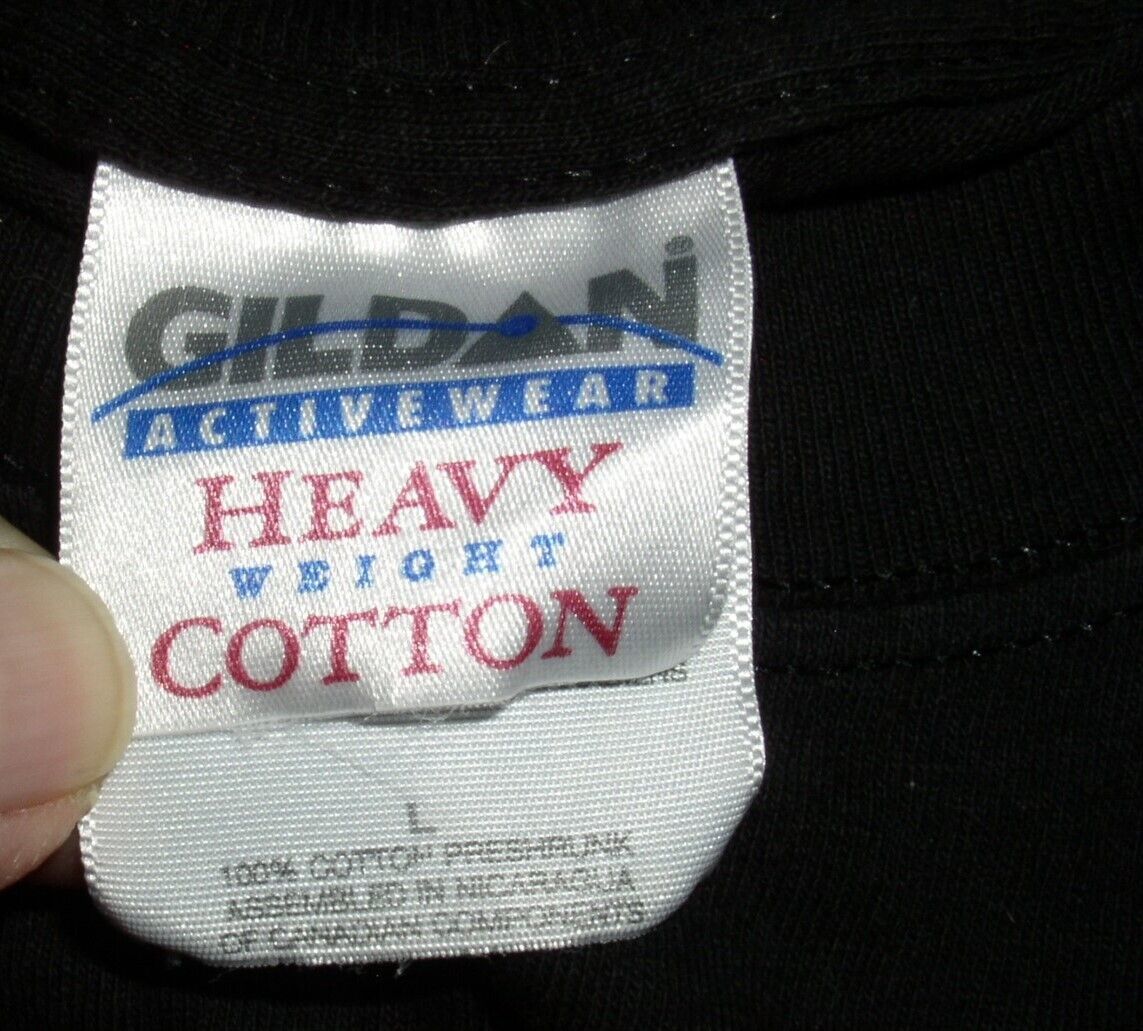 GILDAN®
ACTIVEWEAR
HEAVY
WEIGHT
COTTON
L
100% COTTON PRESHRUNK
ASSEMBLED IN NICARAGUA
OF CANADIAN COMPONENTS